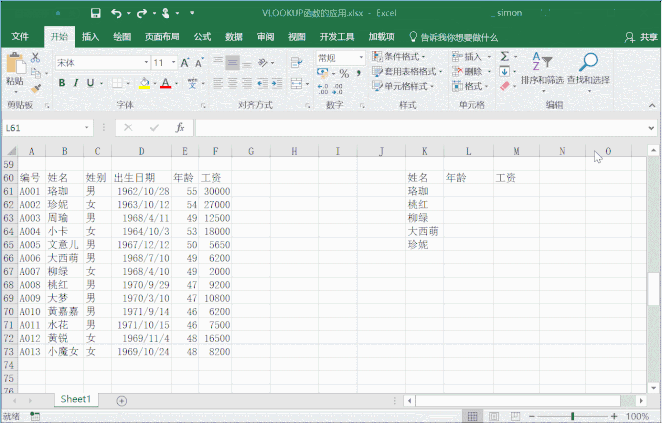 VLOOKUP函数的应用.xlsx - Excel
simon
文件 开始 插入 绘图 页面布局 公式 数据 审阅 视图 开发工具 加载项 告诉我你想要做什么 共享
粘贴 宋体 11 A A 常规 条件格式 插入 Σ
B I U A wén 文 % , 套用表格格式 删除 排序和筛选 查找和选择
单元格样式 格式
剪贴板 字体 对齐方式 数字 样式 单元格 编辑
L61 fx
A B C D E F G H I J K L M N O
59
60 编号 姓名 姓别 出生日期 年龄 工资 姓名 年龄 工资
61 A001 珞珈 男 1962/10/28 55 30000 珞珈
62 A002 珍妮 女 1963/10/12 54 27000 桃红
63 A003 周瑜 男 1968/4/11 49 12500 柳绿
64 A004 小卡 女 1964/10/3 53 18000 大西萌
65 A005 文意儿 男 1967/12/12 50 5650 珍妮
66 A006 大西萌 男 1968/7/10 49 6200
67 A007 柳绿 女 1968/4/10 49 2000
68 A008 桃红 男 1970/9/29 47 9200
69 A009 大梦 男 1970/3/10 47 10800
70 A010 黄嘉嘉 男 1971/9/14 46 6200
71 A011 水花 男 1971/10/15 46 7500
72 A012 黄锐 女 1969/11/4 48 16500
73 A013 小魔女 女 1969/10/24 48 8200
74
75
76
Sheet1
就绪 100%